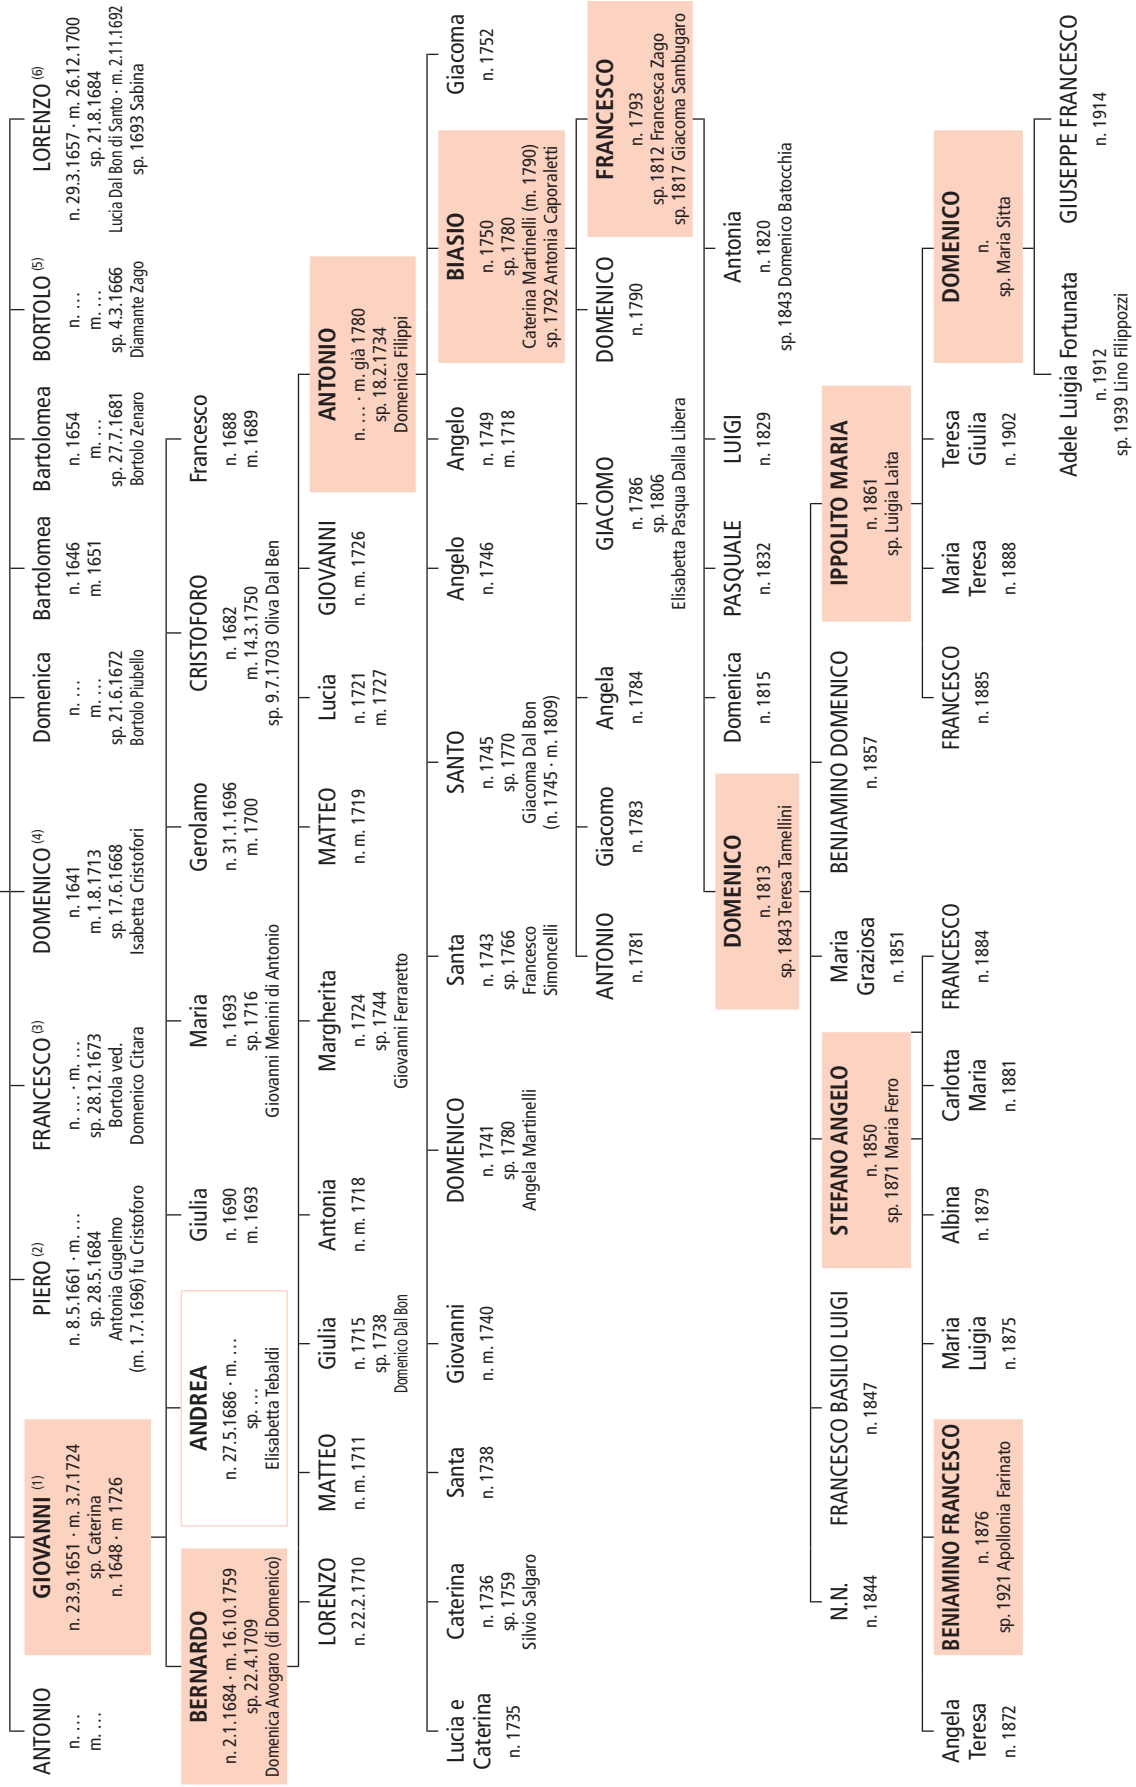 ANTONIO
n. ...
m. ...
GIOVANNI (1)
n. 23.9.1651 · m. 3.7.1724
sp. Caterina
n. 1648 · m 1726
PIERO (2)
n. 8.5.1661 · m. ...
sp. 28.5.1684
Antonia Gugelmo
(m. 1.7.1696) fu Cristoforo
FRANCESCO (3)
n. ... · m. ...
sp. 28.12.1673
Bortola ved.
Domenico Citara
DOMENICO (4)
n. 1641
m. 1.8.1713
sp. 17.6.1668
Isabetta Cristofori
Domenica
n. ...
m. ...
sp. 21.6.1672
Bortolo Piubello
Bartolomea
n. 1646
m. 1651
Bartolomea
n. 1654
m. ...
sp. 27.7.1681
Bortolo Zenaro
BORTOLO (5)
n. ...
m. ...
sp. 4.3.1666
Diamante Zago
LORENZO (6)
n. 29.3.1657 · m. 26.12.1700
sp. 21.8.1684
Lucia Dal Bon di Santo · m. 2.11.1692
sp. 1693 Sabina
BERNARDO
n. 2.1.1684 · m. 16.10.1759
sp. 22.4.1709
Domenica Avogaro (di Domenico)
ANDREA
n. 27.5.1686 · m. ...
sp. ...
Elisabetta Tebaldi
Giulia
n. 1690
m. 1693
Maria
n. 1693
sp. 1716
Giovanni Menini di Antonio
Gerolamo
n. 31.1.1696
m. 1700
CRISTOFORO
n. 1682
m. 14.3.1750
sp. 9.7.1703 Oliva Dal Ben
Francesco
n. 1688
m. 1689
LORENZO
n. 22.2.1710
MATTEO
n. m. 1711
Giulia
n. 1715
sp. 1738
Domenico Dal Bon
Antonia
n. m. 1718
Margherita
n. 1724
sp. 1744
Giovanni Ferraretto
MATTEO
n. m. 1719
Lucia
n. 1721
m. 1727
GIOVANNI
n. m. 1726
ANTONIO
n. ... · m. già 1780
sp. 18.2.1734
Domenica Filippi
Lucia e
Caterina
n. 1735
Caterina
n. 1736
sp. 1759
Silvio Salgaro
Santa
n. 1738
Giovanni
n. m. 1740
DOMENICO
n. 1741
sp. 1780
Angela Martinelli
Santa
n. 1743
sp. 1766
Francesco
Simoncelli
SANTO
n. 1745
sp. 1770
Giacoma Dal Bon
(n. 1745 · m. 1809)
Angelo
n. 1746
Angelo
n. 1749
m. 1718
BIASIO
n. 1750
sp. 1780
Caterina Martinelli (m. 1790)
sp. 1792 Antonia Caporaletti
Giacoma
n. 1752
ANTONIO
n. 1781
Giacomo
n. 1783
Angela
n. 1784
GIACOMO
n. 1786
sp. 1806
Elisabetta Pasqua Dalla Libera
DOMENICO
n. 1790
FRANCESCO
n. 1793
sp. 1812 Francesca Zago
sp. 1817 Giacoma Sambugaro
DOMENICO
n. 1813
sp. 1843 Teresa Tamellini
Domenica
n. 1815
PASQUALE
n. 1832
LUIGI
n. 1829
Antonia
n. 1820
sp. 1843 Domenico Batocchia
N.N.
n. 1844
FRANCESCO BASILIO LUIGI
n. 1847
STEFANO ANGELO
n. 1850
sp. 1871 Maria Ferro
Maria
Graziosa
n. 1851
BENIAMINO DOMENICO
n. 1857
IPPOLITO MARIA
n. 1861
sp. Luigia Laita
Angela
Teresa
n. 1872
BENIAMINO FRANCESCO
n. 1876
sp. 1921 Apollonia Farinato
Maria
Luigia
n. 1875
Albina
n. 1879
Carlotta
Maria
n. 1881
FRANCESCO
n. 1884
FRANCESCO
n. 1885
Maria
Teresa
n. 1888
Teresa
Giulia
n. 1902
DOMENICO
n.
sp. Maria Sitta
Adele Luigia Fortunata
n. 1912
sp. 1939 Lino Filippozzi
GIUSEPPE FRANCESCO
n. 1914